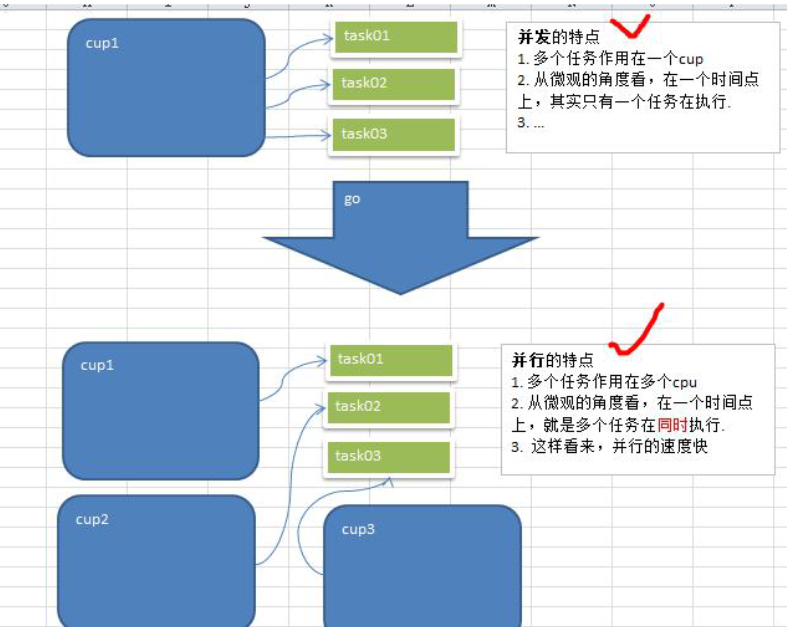 cup1
task01
task02
task03
并发的特点
1. 多个任务作用在一个cup
2. 从微观的角度看，在一个时间点
上，其实只有一个任务在执行.
3. ...
go
cup1
task01
task02
task03
并行的特点
1. 多个任务作用在多个cpu
2. 从微观的角度看，在一个时间点
上，就是多个任务在同时执行.
3. 这样看来，并行的速度快
cup2
cup3